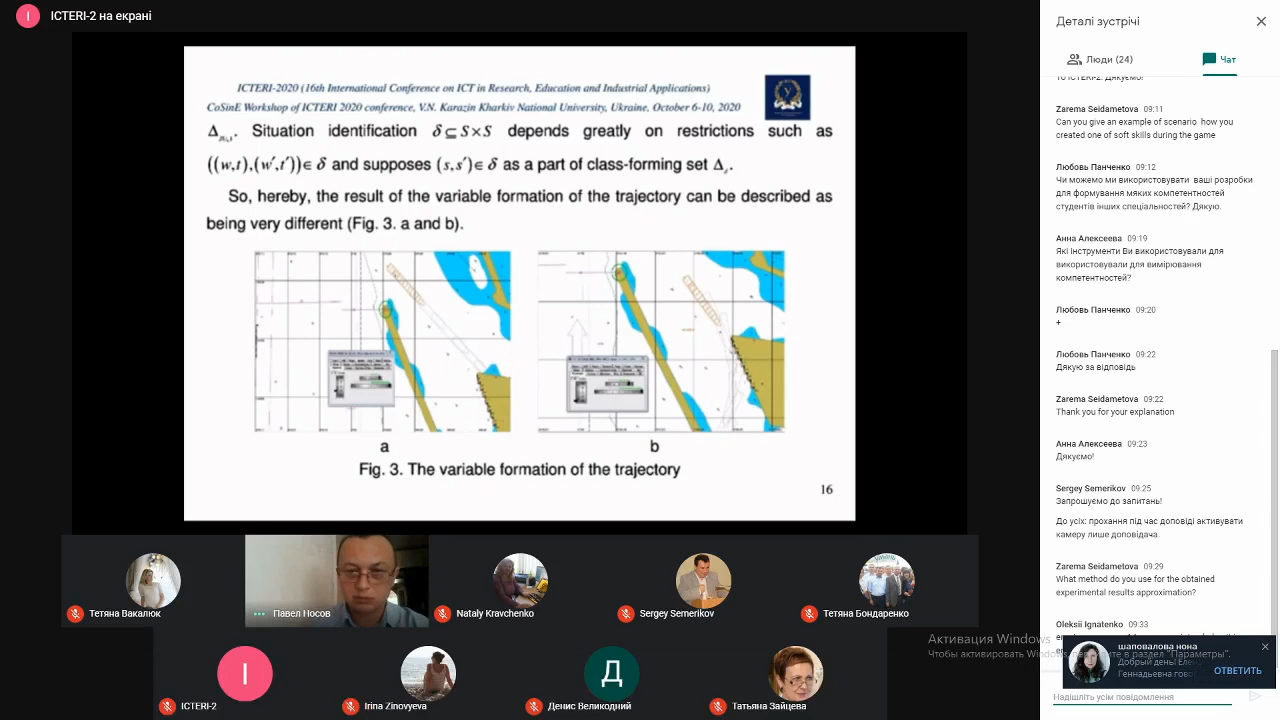 ICTERI-2 на екрані
ICTERI-2020 (16th International Conference on ICT in Research, Education and Industrial Applications)
CoSinE Workshop of ICTERI 2020 conference, V.N. Karazin Kharkiv National University, Ukraine, October 6-10, 2020
Situation identification δ ⊆ S×S depends greatly on restrictions such as
((w,t),(w′,t′)) ∈ δ and supposes (s,s′) ∈ δ as a part of class-forming set
So, hereby, the result of the variable formation of the trajectory can be described as
being very different (Fig. 3. a and b).
a
b
Fig. 3. The variable formation of the trajectory
16
Тетяна Вакалюк
Павел Носов
Nataly Kravchenko
Sergey Semerikov
Тетяна Бондаренко
I
ICTERI-2
Irina Zinovyeva
Д
Денис Великодний
Татьяна Зайцева
Деталі зустрічі
Люди (24)
Чат
Zarema Seidametova 09:11
Can you give an example of scenario how you
created one of soft skills during the game
Любовь Панченко 09:12
Чи можемо ми використовувати ваші розробки
для формування мяких компетентностей
студентів інших спеціальностей? Дякую.
Анна Алексеева 09:19
Які інструменти Ви використовували для
використовували для вимірювання
компетентностей?
Любовь Панченко 09:20
+
Любовь Панченко 09:22
Дякую за відповідь
Zarema Seidametova 09:22
Thank you for your explanation
Анна Алексеева 09:23
Дякуємо!
Sergey Semerikov 09:25
Запрошуємо до запитань!
До усіх: прохання під час доповіді активувати
камеру лише доповідача.
Zarema Seidametova 09:29
What method do you use for the obtained
experimental results approximation?
Oleksii Ignatenko 09:33
Активация Windows
Чтобы активировать Windows, в раздел "Параметры".
шаповалова нона
Добрый день!
Геннадьевна
ОТВЕТИТЬ
Надішліть усім повідомлення